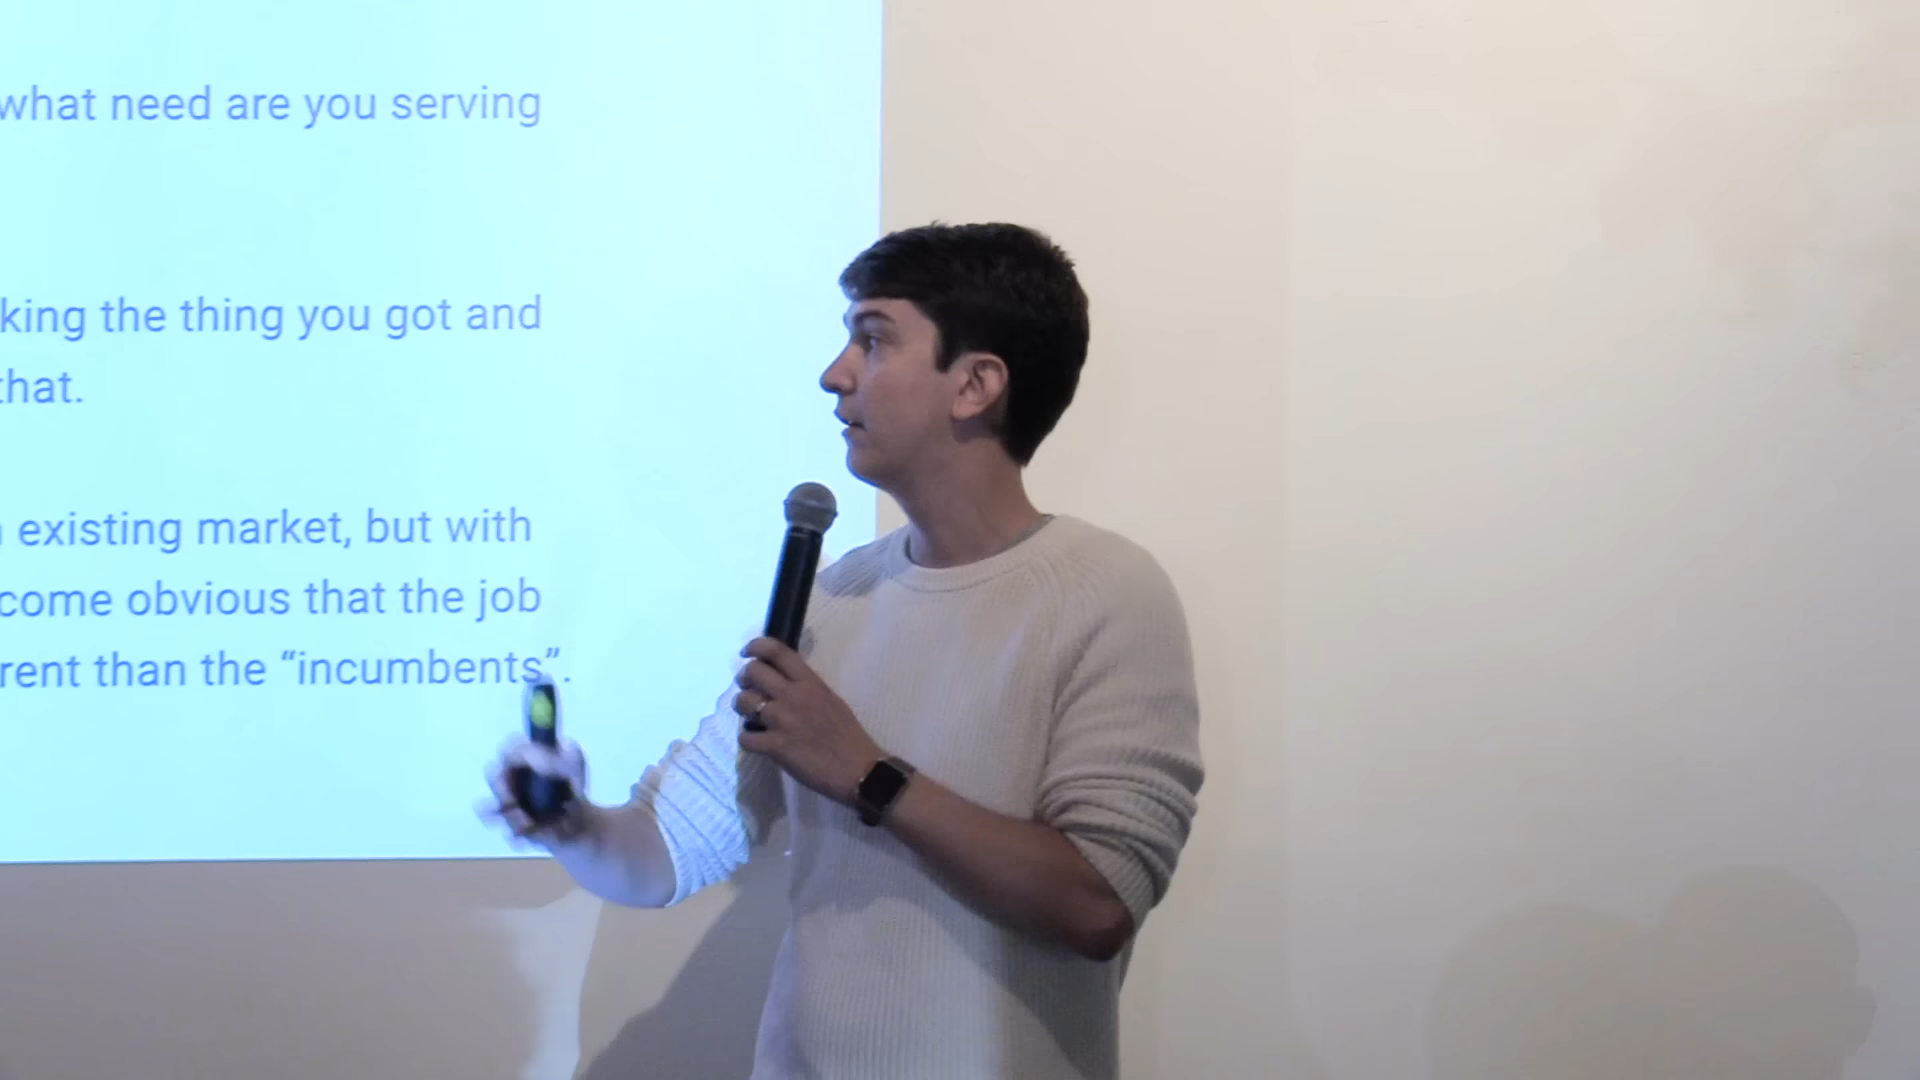 what need are you serving
king the thing you got and
that.
existing market, but with
come obvious that the job
rent than the “incumbents”.